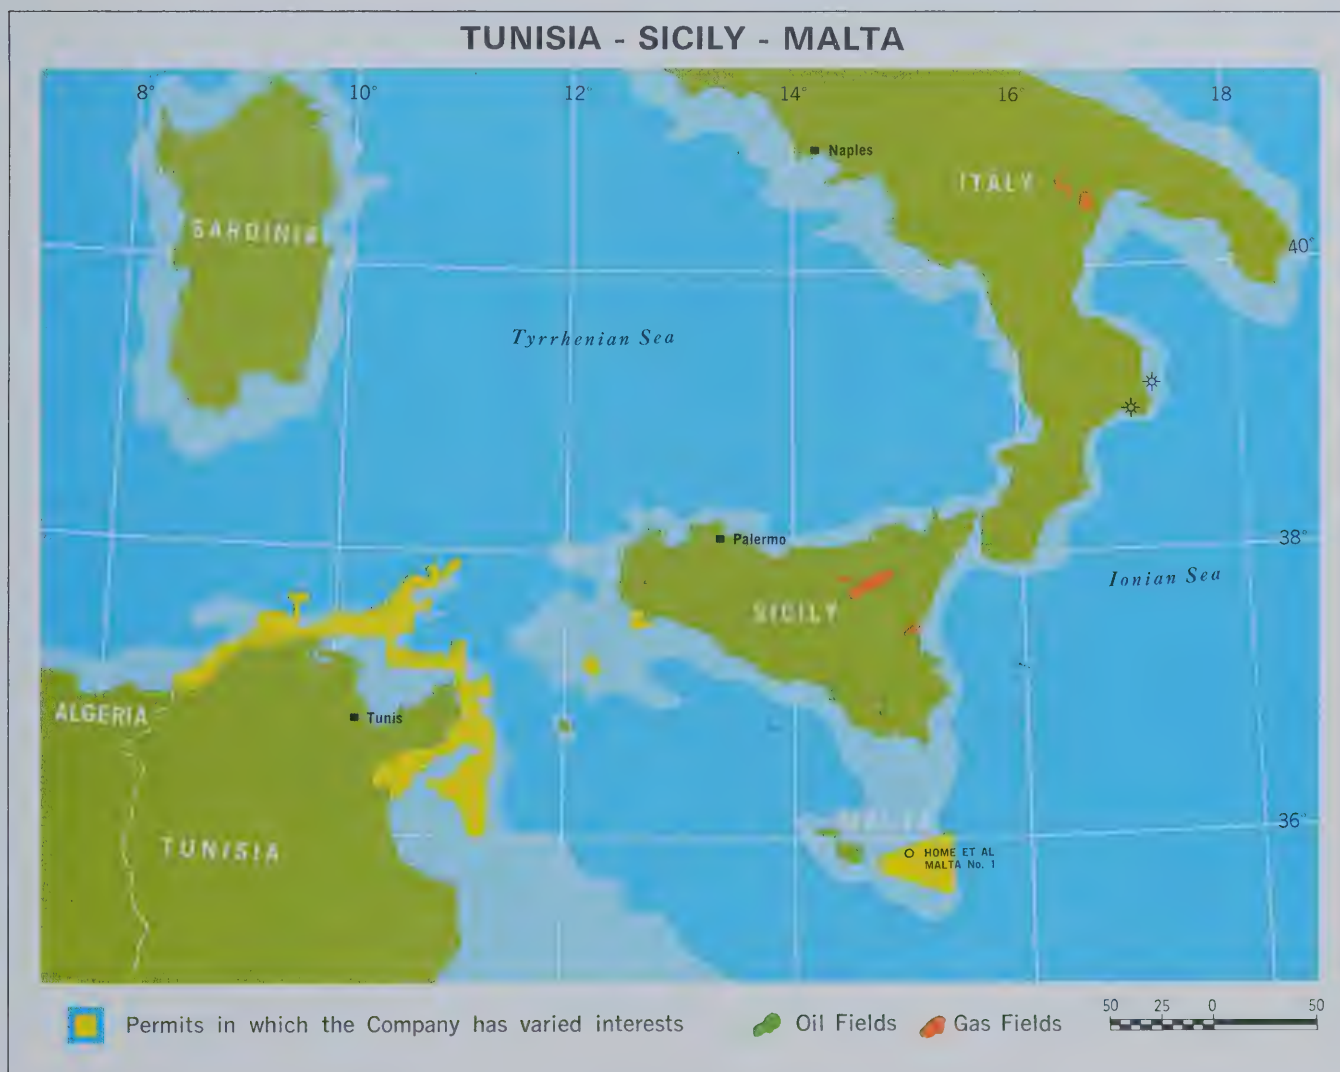 TUNISIA - SICILY - MALTA
8° 10° 12° 14° 16° 18
Naples
ITALY
SARDINIA
40°
Tyrrhenian Sea
Palermo
38°
Ionian Sea
SICILY
ALGERIA
Tunis
MALTA
36°
TUNISIA
HOME ET AL
MALTA No. 1
Permits in which the Company has varied interests
Oil Fields
Gas Fields
50 25 0 50